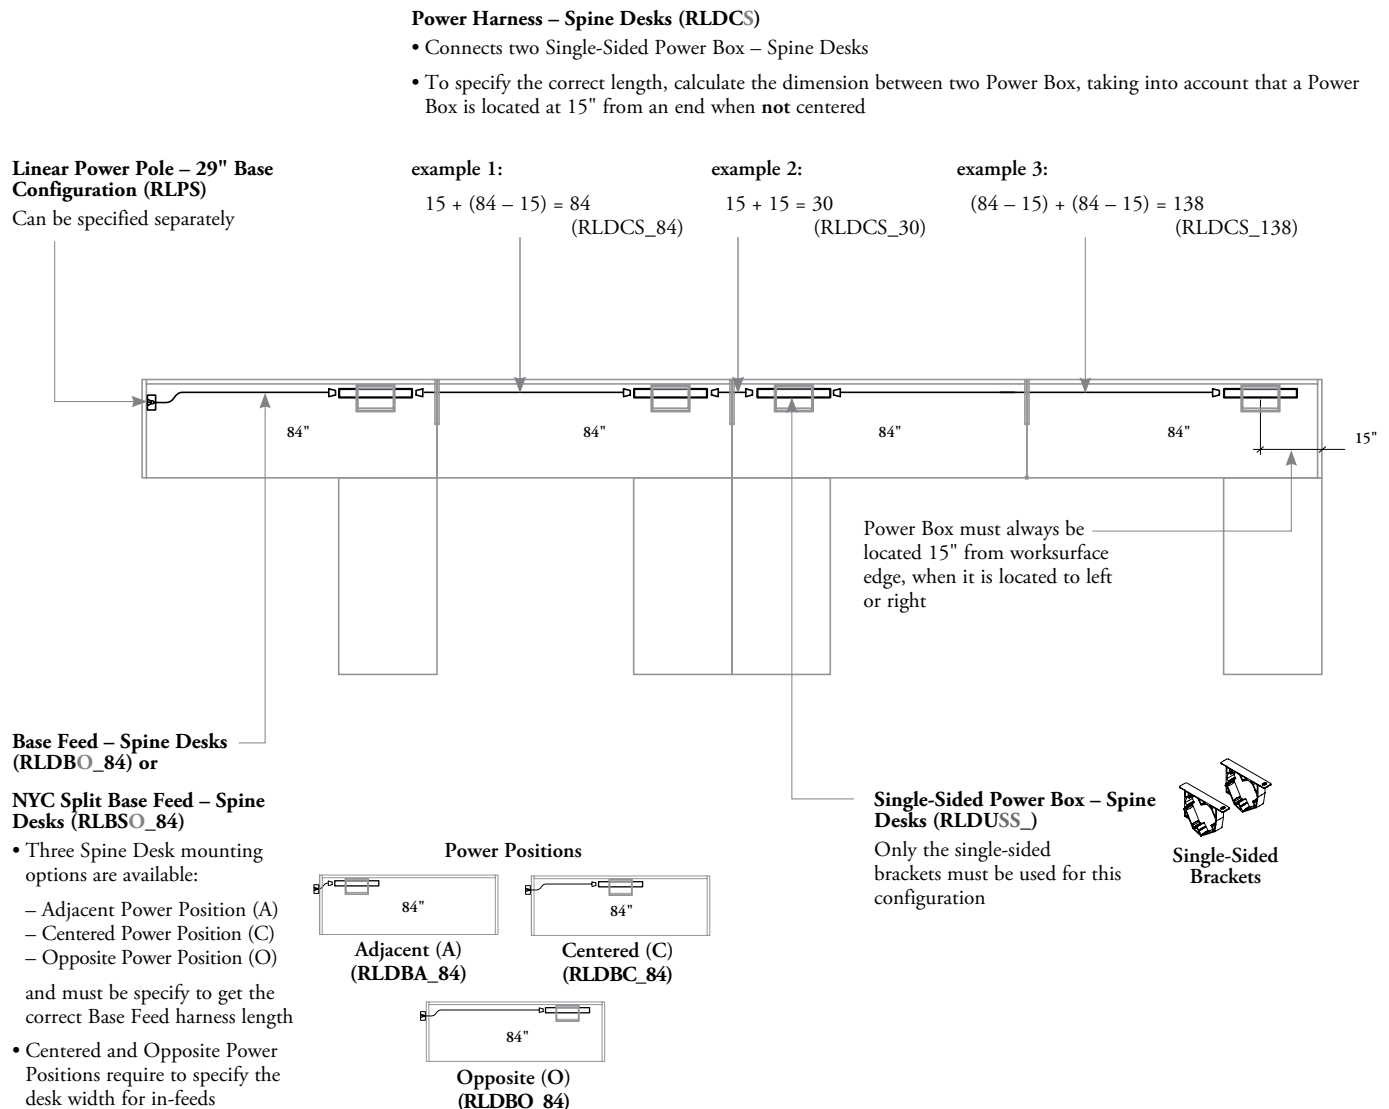 Power Harness – Spine Desks (RLDCS)
• Connects two Single-Sided Power Box – Spine Desks
• To specify the correct length, calculate the dimension between two Power Box, taking into account that a Power
Box is located at 15" from an end when not centered
Linear Power Pole – 29" Base
Configuration (RLPS)
Can be specified separately
example 1:
15 + (84 – 15) = 84
(RLDCS_84)
example 2:
15 + 15 = 30
(RLDCS_30)
example 3:
(84 – 15) + (84 – 15) = 138
(RLDCS_138)
84"
84"
84"
84"
15"
Power Box must always be
located 15" from worksurface
edge, when it is located to left
or right
Base Feed – Spine Desks
(RLDBO_84) or
NYC Split Base Feed – Spine
Desks (RLBSO_84)
• Three Spine Desk mounting
options are available:
– Adjacent Power Position (A)
– Centered Power Position (C)
– Opposite Power Position (O)
and must be specify to get the
correct Base Feed harness length
• Centered and Opposite Power
Positions require to specify the
desk width for in-feeds
Power Positions
84"
Adjacent (A)
(RLDBA_84)
84"
Centered (C)
(RLDBC_84)
84"
Opposite (O)
(RLDBO_84)
Single-Sided Power Box – Spine
Desks (RLDUSS_)
Only the single-sided
brackets must be used for this
configuration
Single-Sided
Brackets